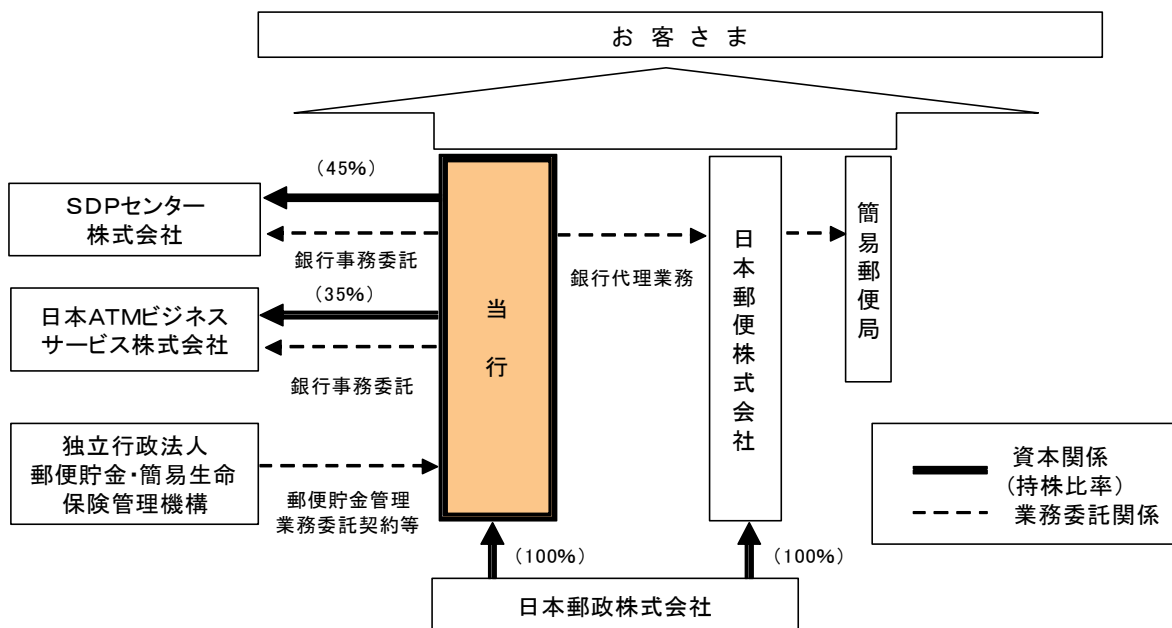 お客さま
（45%）
SDPセンター
株式会社
銀行事務委託
（35%）
日本ATMビジネス
サービス株式会社
銀行事務委託
独立行政法人
郵便貯金・簡易生命
保険管理機構
郵便貯金管理
業務委託契約等
当行
銀行代理業務
日本郵便株式会社
簡易郵便局
（100%）
（100%）
日本郵政株式会社
資本関係
（持株比率）
業務委託関係